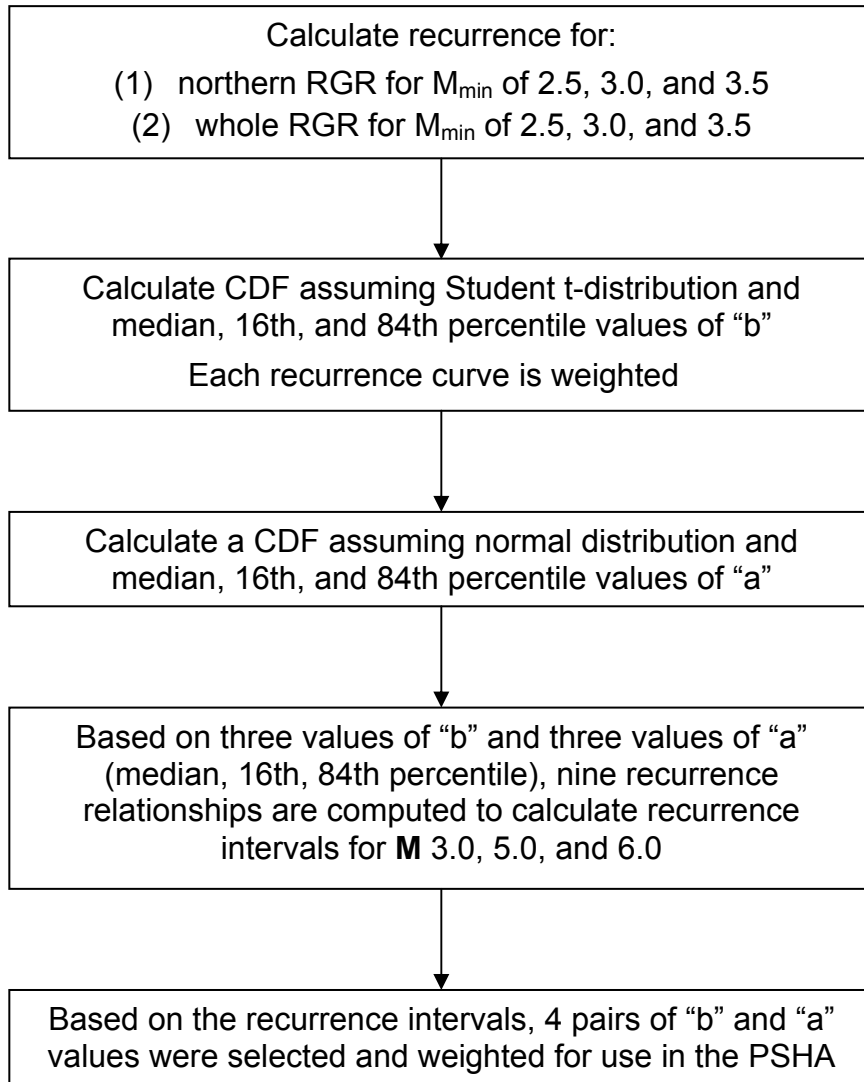 Calculate recurrence for:
(1) northern RGR for Mmin of 2.5, 3.0, and 3.5
(2) whole RGR for Mmin of 2.5, 3.0, and 3.5
Calculate CDF assuming Student t-distribution and
median, 16th, and 84th percentile values of “b”
Each recurrence curve is weighted
Calculate a CDF assuming normal distribution and
median, 16th, and 84th percentile values of “a”
Based on three values of “b” and three values of “a”
(median, 16th, 84th percentile), nine recurrence
relationships are computed to calculate recurrence
intervals for M 3.0, 5.0, and 6.0
Based on the recurrence intervals, 4 pairs of “b” and “a”
values were selected and weighted for use in the PSHA